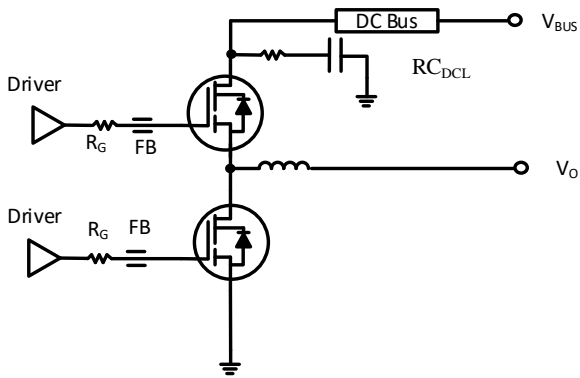 DC Bus
V_BUS
RC_DCL
Driver
R_G
FB
V_O
Driver
R_G
FB